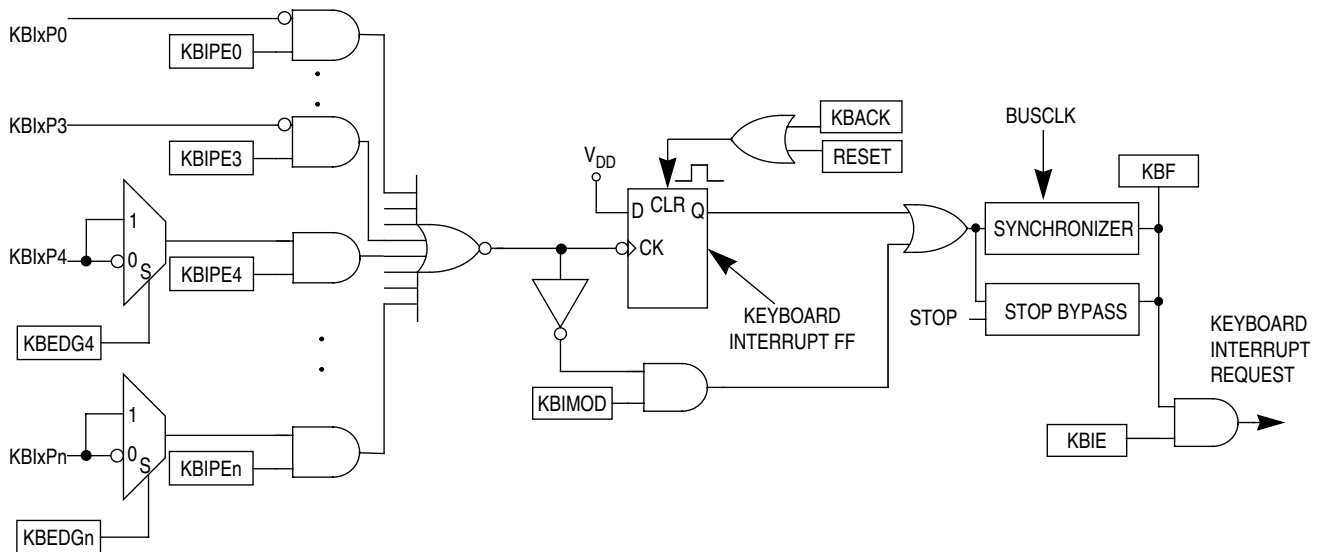 KBIxP0
KBIPE0
KBIxP3
KBIPE3
KBACK
RESET
BUSCLK
VDD
KBF
D CLR Q
CK
SYNCHRONIZER
1
KBIxP4
0
S
KBIPE4
KEYBOARD
INTERRUPT FF
STOP
STOP BYPASS
KEYBOARD
INTERRUPT
REQUEST
KBEDG4
KBIMOD
1
KBIxPn
0
S
KBIPEn
KBIE
KBEDGn